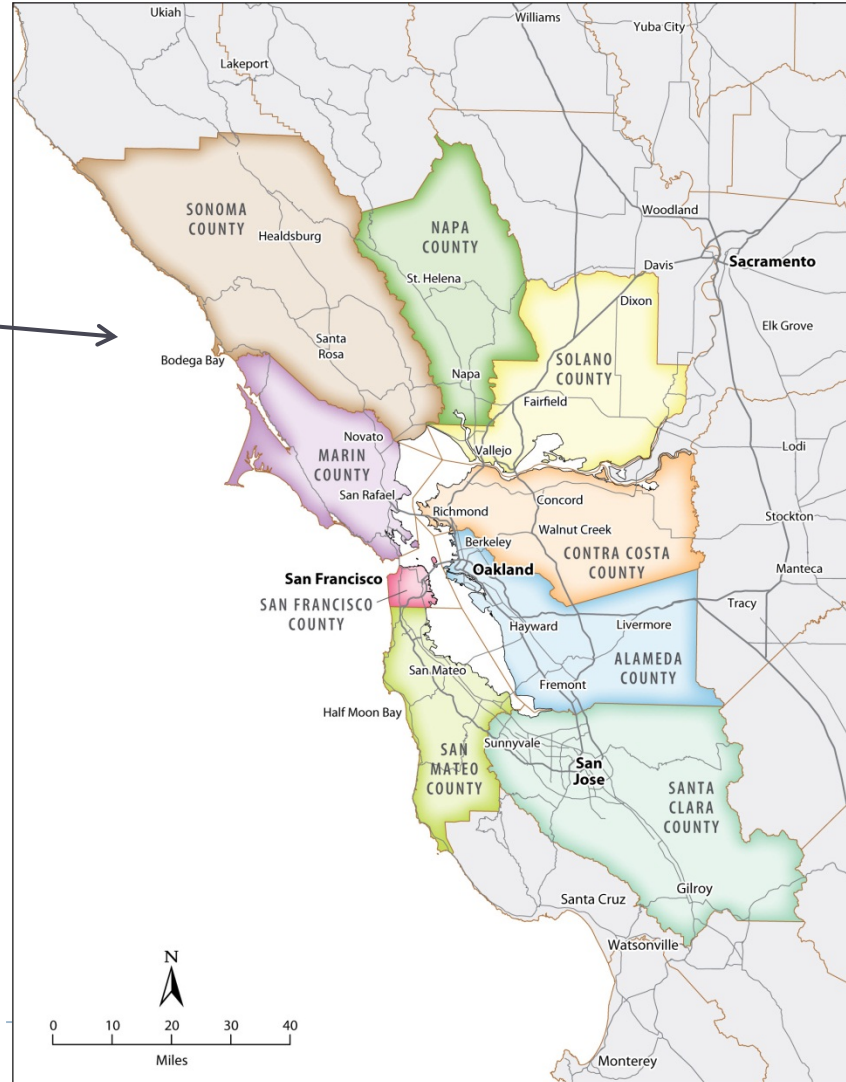 Ukiah
Williams
Yuba City
Lakeport
SONOMA
COUNTY
Healdsburg
NAPA
COUNTY
Woodland
St. Helena
Davis
Sacramento
Dixon
Elk Grove
Santa
Rosa
Bodega Bay
Napa
SOLANO
COUNTY
Fairfield
Novato
MARIN
COUNTY
Vallejo
Lodi
San Rafael
Richmond
Concord
Walnut Creek
Stockton
Berkeley
CONTRA COSTA
COUNTY
Oakland
Manteca
San Francisco
SAN FRANCISCO
COUNTY
Tracy
Hayward
Livermore
ALAMEDA
COUNTY
San Mateo
Fremont
Half Moon Bay
SAN
MATEO
COUNTY
Sunnyvale
San
Jose
SANTA
CLARA
COUNTY
Gilroy
Santa Cruz
Watsonville
Monterey
N
0 10 20 30 40
Miles